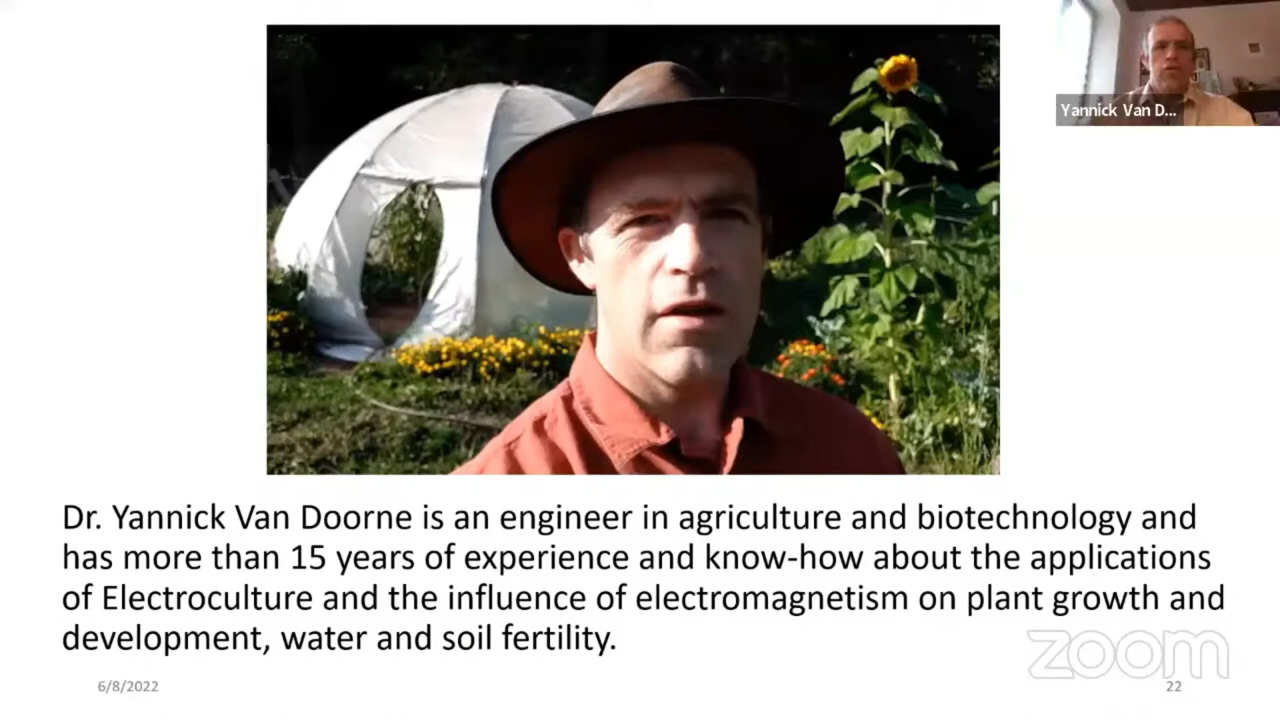 Yannick Van D...
Dr. Yannick Van Doorne is an engineer in agriculture and biotechnology and
has more than 15 years of experience and know-how about the applications
of Electroculture and the influence of electromagnetism on plant growth and
development, water and soil fertility.
zoom
6/8/2022
22